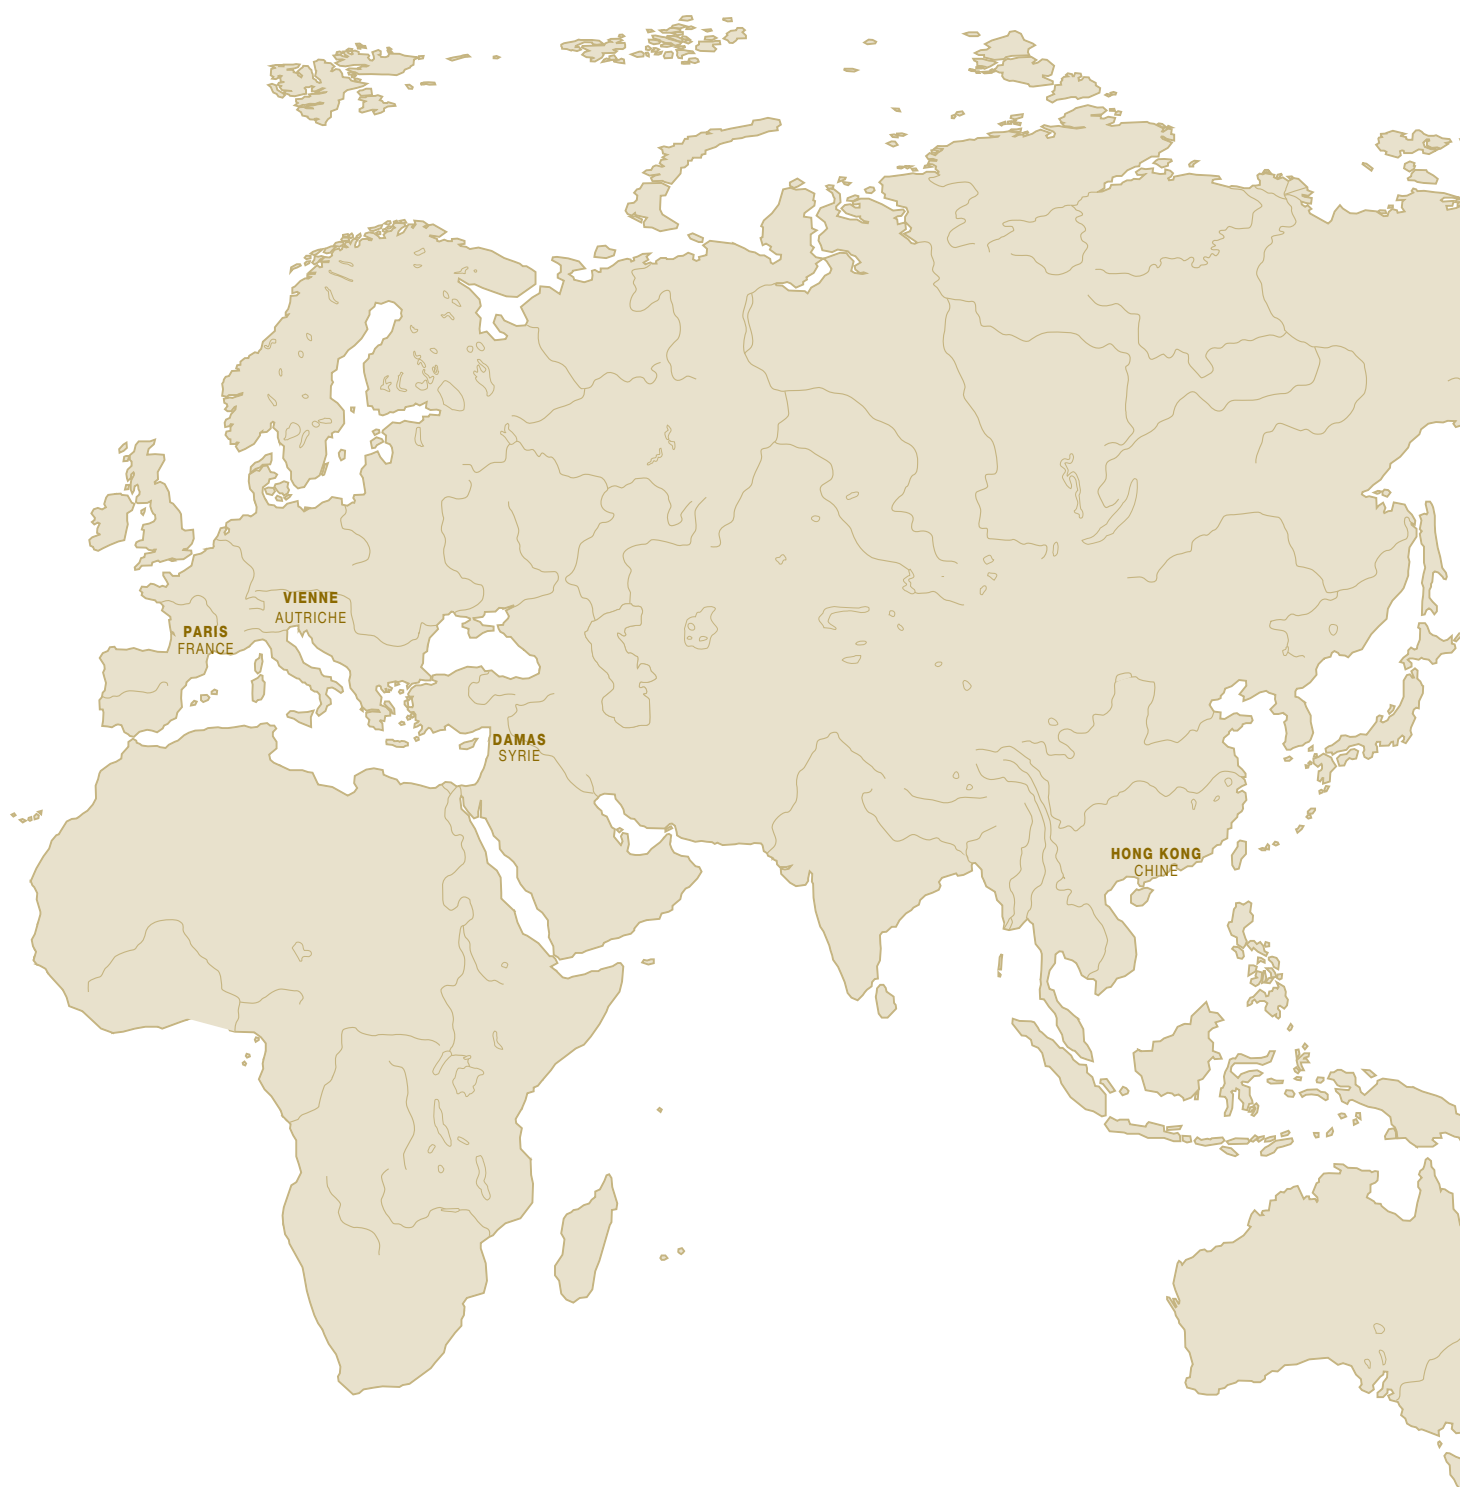 VIENNE
AUTRICHE
PARIS
FRANCE
DAMAS
SYRIE
HONG KONG
CHINE